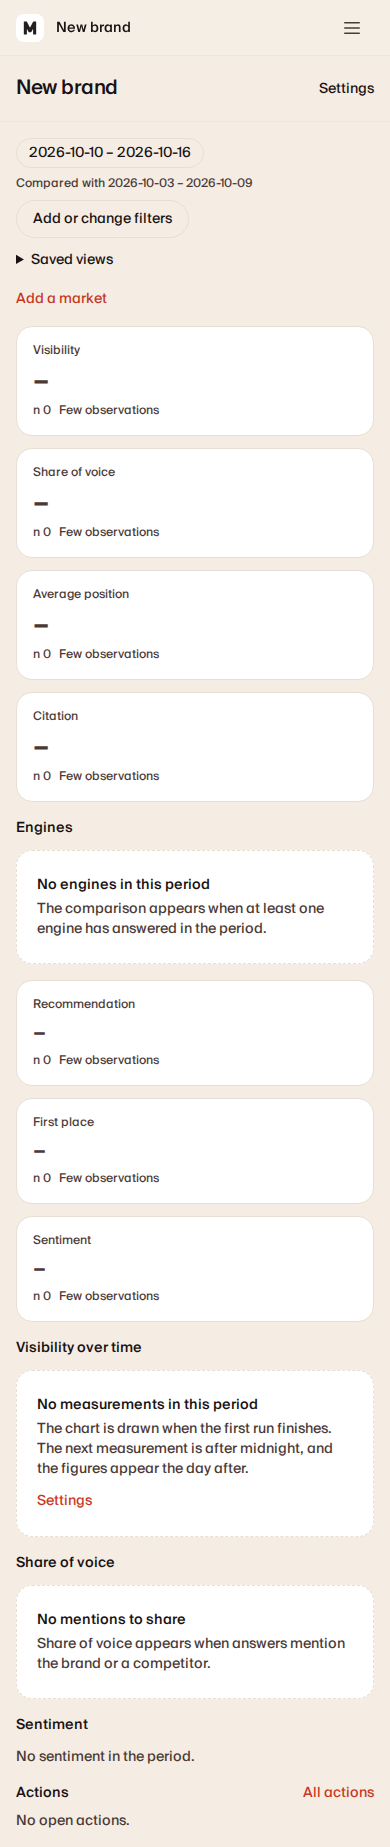 M New brand
New brand Settings
2026-10-10 – 2026-10-16
Compared with 2026-10-03 – 2026-10-09
Add or change filters
Saved views
Add a market
Visibility
–
n 0 Few observations
Share of voice
–
n 0 Few observations
Average position
–
n 0 Few observations
Citation
–
n 0 Few observations
Engines
No engines in this period
The comparison appears when at least one
engine has answered in the period.
Recommendation
–
n 0 Few observations
First place
–
n 0 Few observations
Sentiment
–
n 0 Few observations
Visibility over time
No measurements in this period
The chart is drawn when the first run finishes.
The next measurement is after midnight, and
the figures appear the day after.
Settings
Share of voice
No mentions to share
Share of voice appears when answers mention
the brand or a competitor.
Sentiment
No sentiment in the period.
Actions All actions
No open actions.